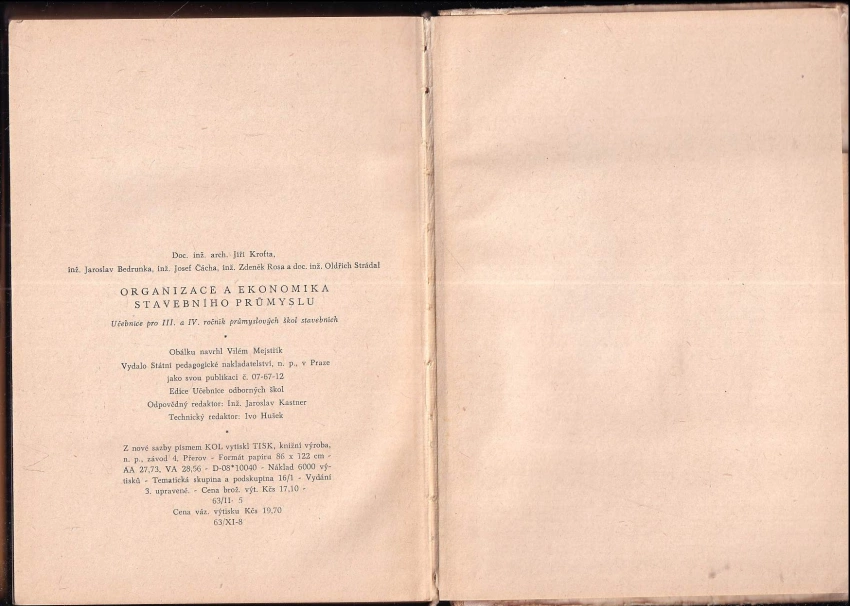 Doc. inž. arch. Jiří Krofta,
inž. Jaroslav Bedrunka, inž. Josef Čácha, inž. Zdeněk Rosa a doc. inž. Oldřich Strádal
ORGANIZACE A EKONOMIKA
STAVEBNÍHO PRŮMYSLU
Učebnice pro III. a IV. ročník průmyslových škol stavebních
*
Obálku navrhl Vilém Mejstřík
Vydalo Státní pedagogické nakladatelství, n. p., v Praze
jako svou publikaci č. 07-67-12
Edice Učebnice odborných škol
Odpovědný redaktor: Inž. Jaroslav Kastner
Technický redaktor: Ivo Hušek
*
Z nové sazby písmem KOL vytiskl TISK, knižní výroba,
n. p., závod 4, Přerov - Formát papíru 86 x 122 cm -
AA 27,73, VA 28,56 - D-08*10040 - Náklad 6000 vý-
tisků - Tematická skupina a podskupina 16/1 - Vydání
3. upravené. - Cena brož. výt. Kčs 17,10 -
63/II- 5
Cena váz. výtisku Kčs 19,70
63/XI-8